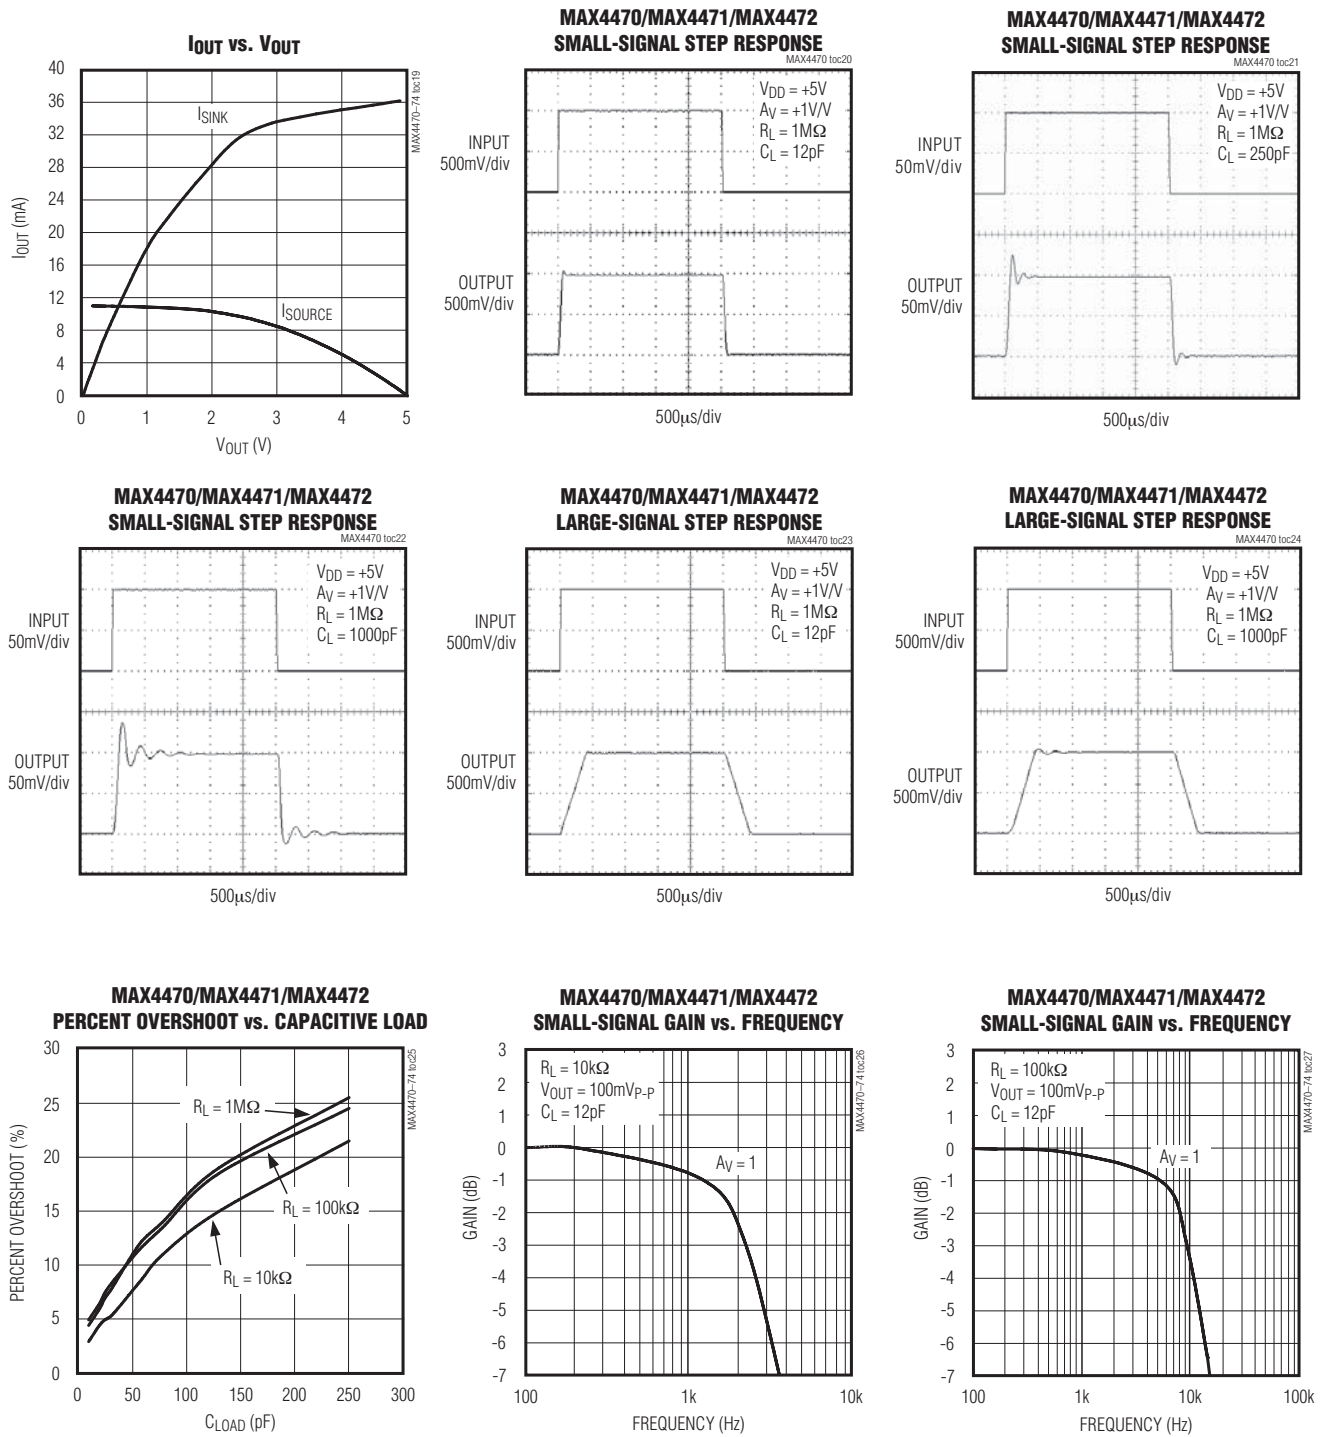 IOUT vs. VOUT
MAX4470–74 toc19
40
36
32
28
24
20
16
12
8
4
0
IOUT (mA)
ISINK
ISOURCE
0 1 2 3 4 5
VOUT (V)
MAX4470/MAX4471/MAX4472
SMALL-SIGNAL STEP RESPONSE
MAX4470 toc20
VDD = +5V
AV = +1V/V
RL = 1MΩ
CL = 12pF
INPUT
500mV/div
OUTPUT
500mV/div
500µs/div
MAX4470/MAX4471/MAX4472
SMALL-SIGNAL STEP RESPONSE
MAX4470 toc21
VDD = +5V
AV = +1V/V
RL = 1MΩ
CL = 250pF
INPUT
50mV/div
OUTPUT
50mV/div
500µs/div
MAX4470/MAX4471/MAX4472
SMALL-SIGNAL STEP RESPONSE
MAX4470 toc22
VDD = +5V
AV = +1V/V
RL = 1MΩ
CL = 1000pF
INPUT
50mV/div
OUTPUT
50mV/div
500µs/div
MAX4470/MAX4471/MAX4472
LARGE-SIGNAL STEP RESPONSE
MAX4470 toc23
VDD = +5V
AV = +1V/V
RL = 1MΩ
CL = 12pF
INPUT
500mV/div
OUTPUT
500mV/div
500µs/div
MAX4470/MAX4471/MAX4472
LARGE-SIGNAL STEP RESPONSE
MAX4470 toc24
VDD = +5V
AV = +1V/V
RL = 1MΩ
CL = 1000pF
INPUT
500mV/div
OUTPUT
500mV/div
500µs/div
MAX4470/MAX4471/MAX4472
PERCENT OVERSHOOT vs. CAPACITIVE LOAD
MAX4470–74 toc25
30
25
20
15
10
5
0
PERCENT OVERSHOOT (%)
RL = 1MΩ
RL = 100kΩ
RL = 10kΩ
0 50 100 150 200 250 300
CLOAD (pF)
MAX4470/MAX4471/MAX4472
SMALL-SIGNAL GAIN vs. FREQUENCY
MAX4470–74 toc26
RL = 10kΩ
VOUT = 100mVP-P
CL = 12pF
3
2
1
0
-1
-2
-3
-4
-5
-6
-7
GAIN (dB)
AV = 1
100 1k 10k
FREQUENCY (Hz)
MAX4470/MAX4471/MAX4472
SMALL-SIGNAL GAIN vs. FREQUENCY
MAX4470–74 toc27
RL = 100kΩ
VOUT = 100mVP-P
CL = 12pF
3
2
1
0
-1
-2
-3
-4
-5
-6
-7
GAIN (dB)
AV = 1
100 1k 10k 100k
FREQUENCY (Hz)